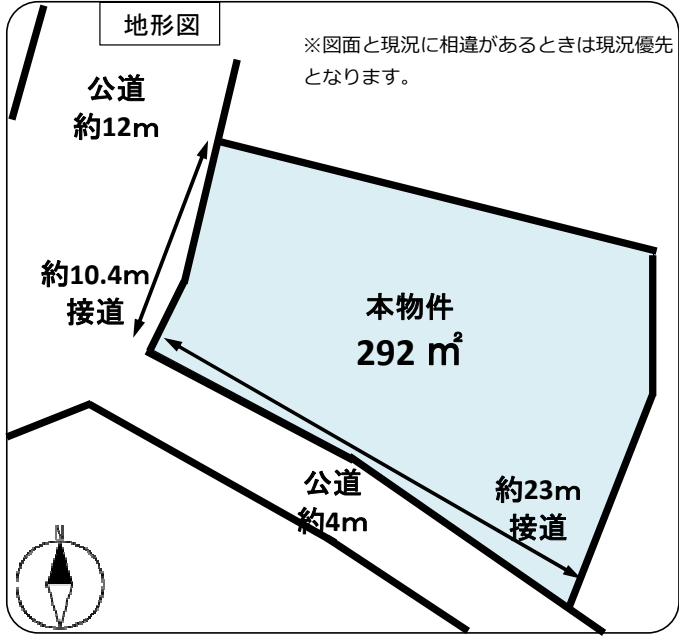 地形図
※図面と現況に相違があるときは現況優先
となります。
公道
約12m
約10.4m
接道
本物件
292 ㎡
公道
約4m
約23m
接道
N